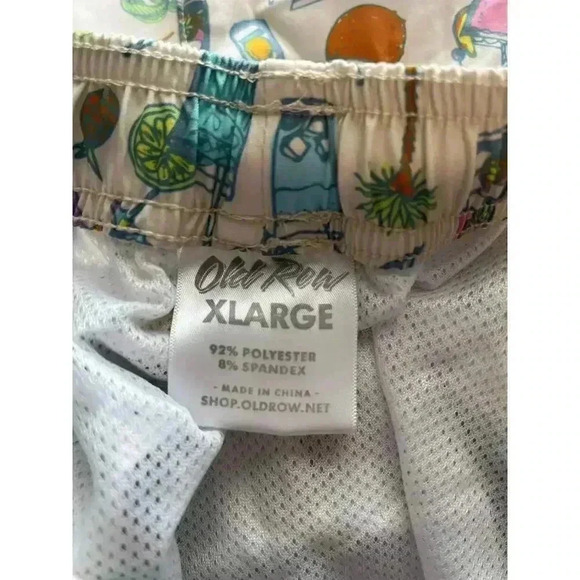 Old Row
XLARGE
92% POLYESTER
8% SPANDEX
- MADE IN CHINA -
SHOP.OLDROW.NET